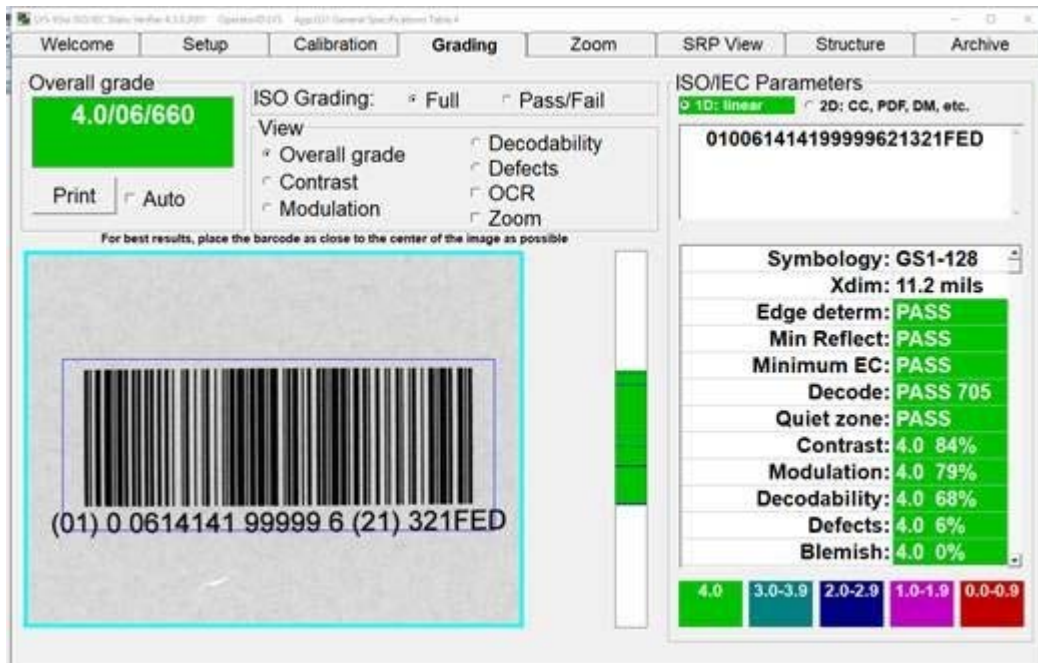 Welcome Setup Calibration Grading Zoom SRP View Structure Archive
Overall grade
4.0/06/660
Print Auto
ISO Grading: Full Pass/Fail
View
Overall grade
Contrast
Modulation
Decodability
Defects
OCR
Zoom
For best results, place the barcode as close to the center of the image as possible
(01) 0 0614141 99999 6 (21) 321FED
ISO/IEC Parameters
1D: linear 2D: CC, PDF, DM, etc.
010061414199999621321FED
Symbology: GS1-128
Xdim: 11.2 mils
Edge determ: PASS
Min Reflect: PASS
Minimum EC: PASS
Decode: PASS 705
Quiet zone: PASS
Contrast: 4.0 84%
Modulation: 4.0 79%
Decodability: 4.0 68%
Defects: 4.0 6%
Blemish: 4.0 0%
4.0 3.0-3.9 2.0-2.9 1.0-1.9 0.0-0.9